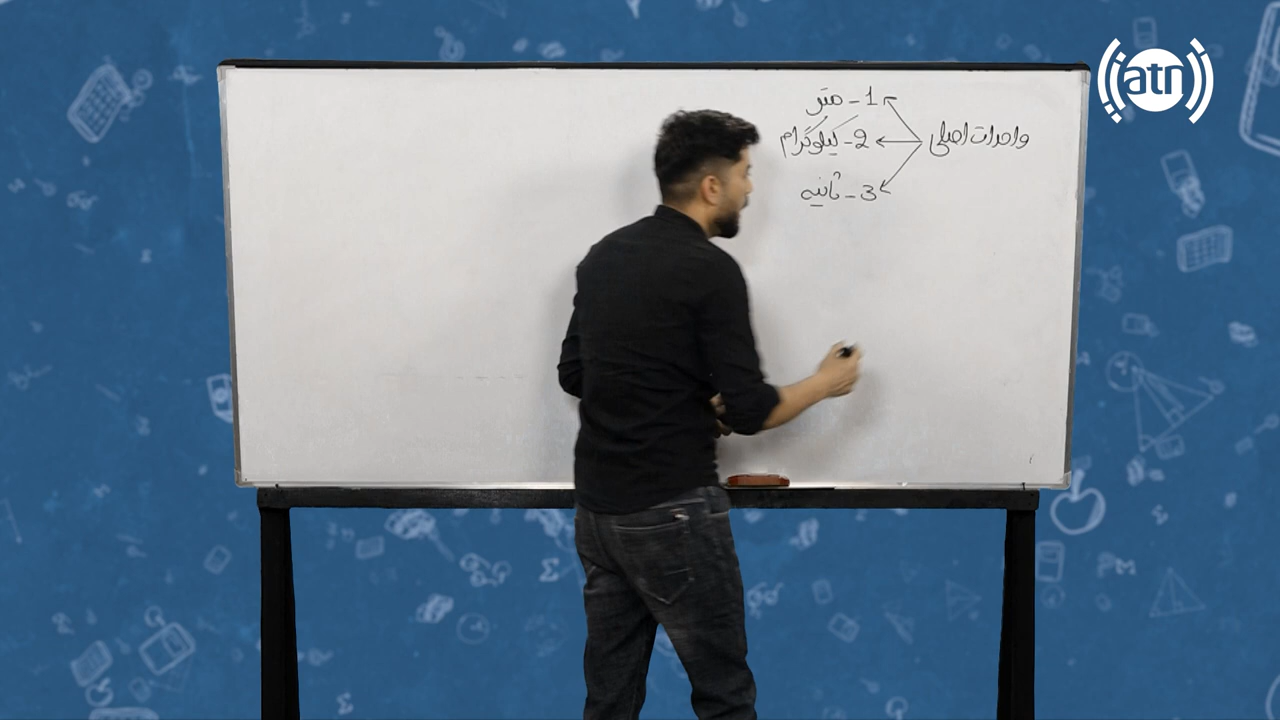 واحدات اصلی
1- متر
2- کیلوگرام
3- ثانیه
atn